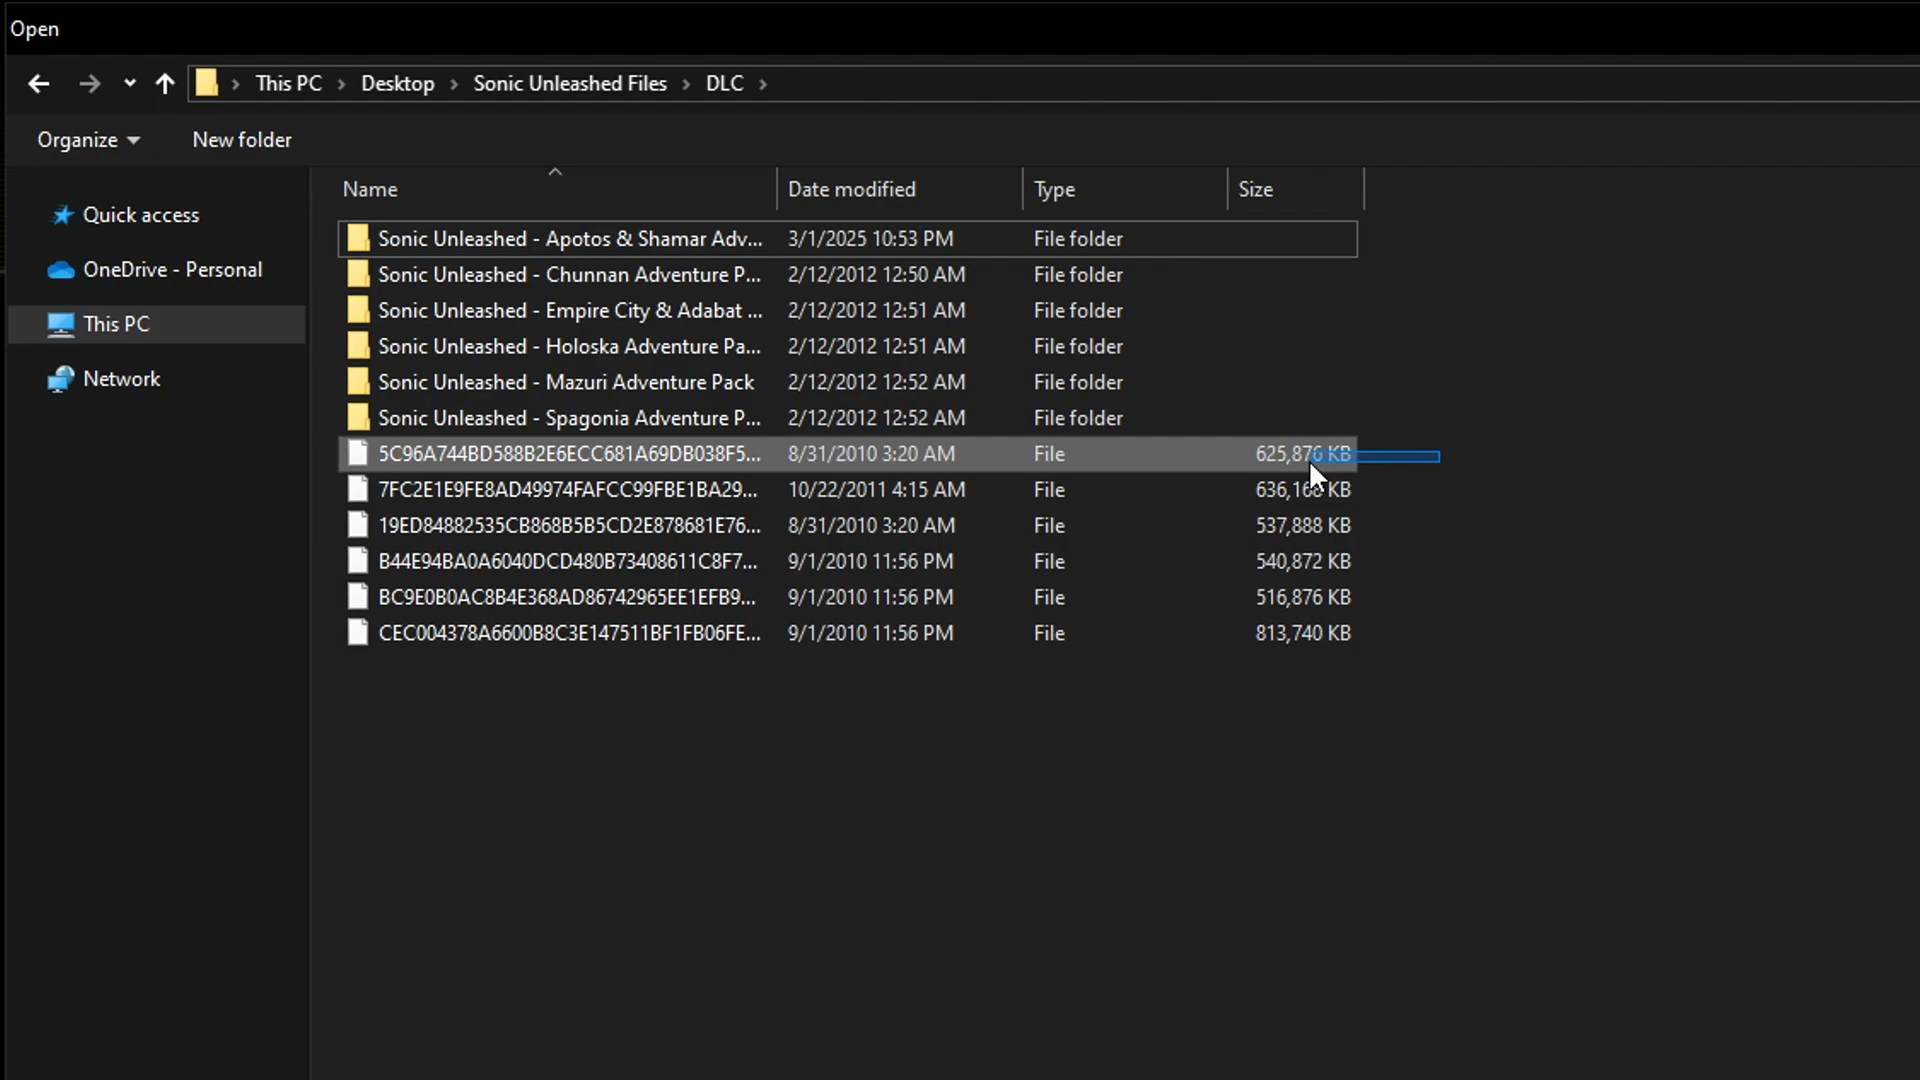 Open
This PC > Desktop > Sonic Unleashed Files > DLC >
Organize New folder
Name Date modified Type Size
Quick access
OneDrive - Personal
This PC
Network
Sonic Unleashed - Apotos & Shamar Adv... 3/1/2025 10:53 PM File folder
Sonic Unleashed - Chunnan Adventure P... 2/12/2012 12:50 AM File folder
Sonic Unleashed - Empire City & Adabat ... 2/12/2012 12:51 AM File folder
Sonic Unleashed - Holoska Adventure Pa... 2/12/2012 12:51 AM File folder
Sonic Unleashed - Mazuri Adventure Pack 2/12/2012 12:52 AM File folder
Sonic Unleashed - Spagonia Adventure P... 2/12/2012 12:52 AM File folder
5C96A744BD588B2E6ECC681A69DB038F5... 8/31/2010 3:20 AM File 625,876 KB
7FC2E1E9FE8AD49974FAFCC99FBE1BA29... 10/22/2011 4:15 AM File 636,168 KB
19ED84882535CB868B5B5CD2E878681E76... 8/31/2010 3:20 AM File 537,888 KB
B44E94BA0A6040DCD480B73408611C8F7... 9/1/2010 11:56 PM File 540,872 KB
BC9E0B0AC8B4E368AD86742965EE1EFB9... 9/1/2010 11:56 PM File 516,876 KB
CEC004378A6600B8C3E147511BF1FB06FE... 9/1/2010 11:56 PM File 813,740 KB